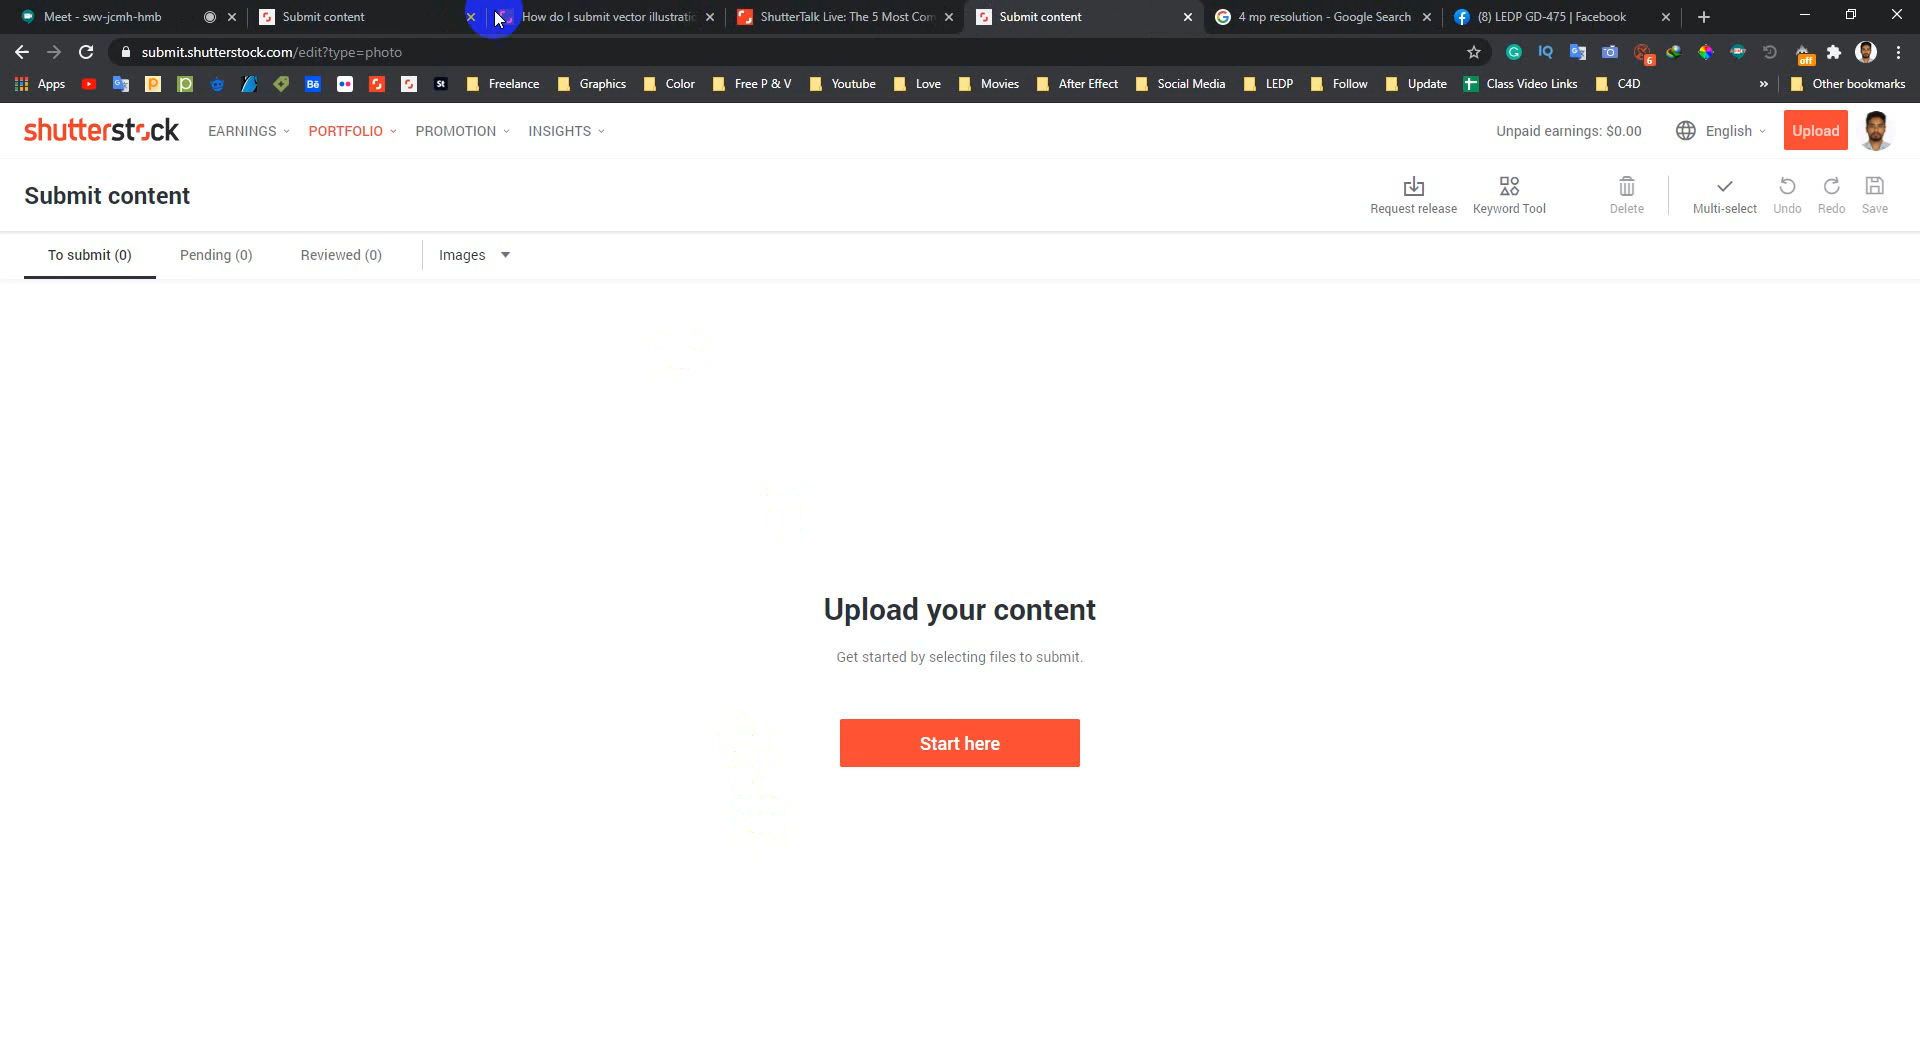 Meet - swv-jcmh-hmb
Submit content
How do I submit vector illustratic
ShutterTalk Live: The 5 Most Com
Submit content
4 mp resolution - Google Search
(8) LEDP GD-475 | Facebook
submit.shutterstock.com/edit?type=photo
6
off
Apps
Bē
St
Freelance
Graphics
Color
Free P & V
Youtube
Love
Movies
After Effect
Social Media
LEDP
Follow
Update
Class Video Links
C4D
»
Other bookmarks
shutterstock
EARNINGS
PORTFOLIO
PROMOTION
INSIGHTS
Unpaid earnings: $0.00
English
Upload
Submit content
Request release
Keyword Tool
Delete
Multi-select
Undo
Redo
Save
To submit (0)
Pending (0)
Reviewed (0)
Images
Upload your content
Get started by selecting files to submit.
Start here